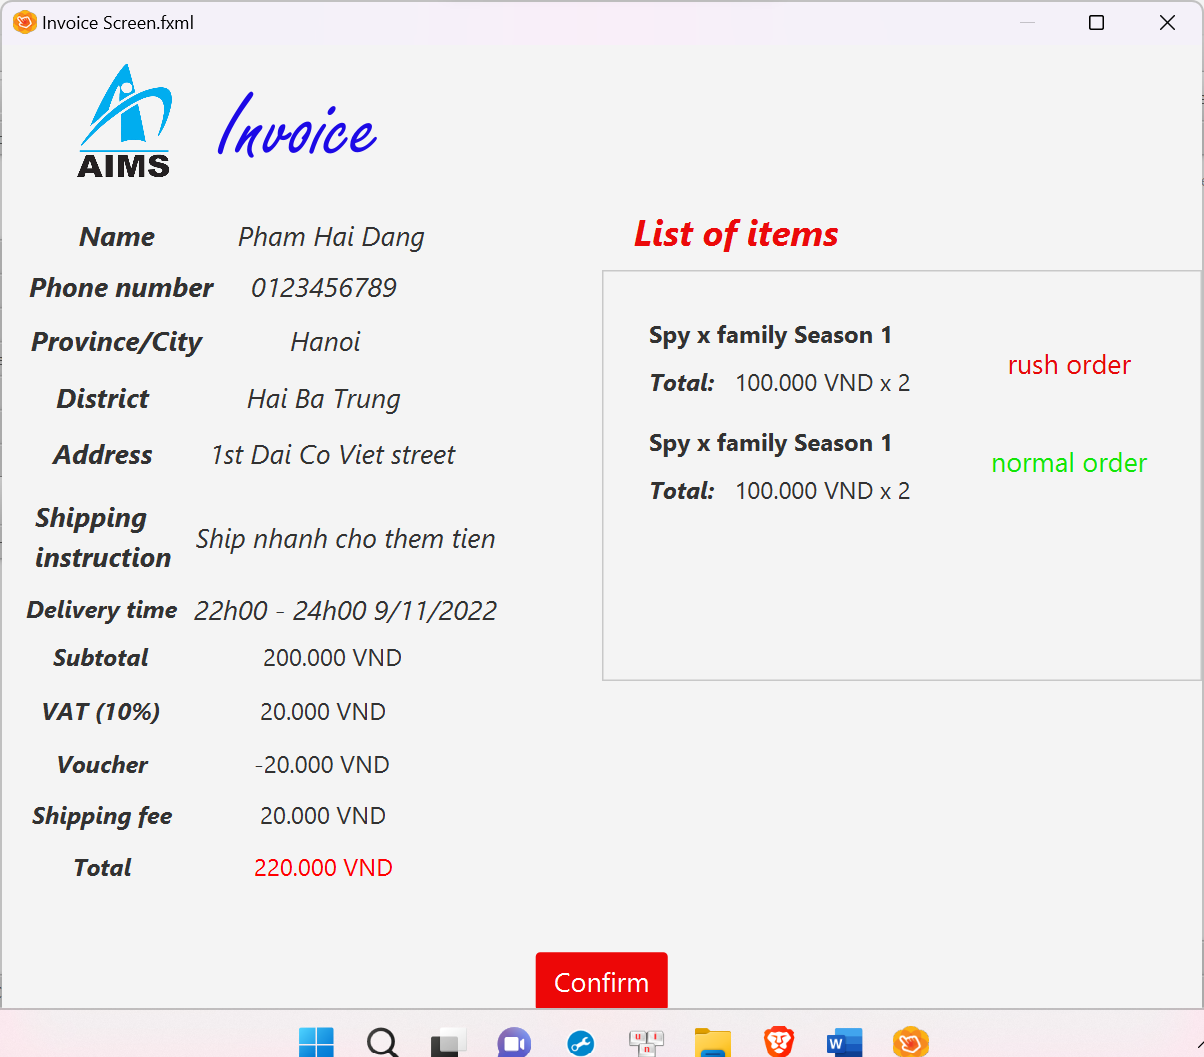 Invoice Screen.fxml
AIMS
Invoice
Name Pham Hai Dang
Phone number 0123456789
Province/City Hanoi
District Hai Ba Trung
Address 1st Dai Co Viet street
Shipping
instruction
Ship nhanh cho them tien
Delivery time 22h00 - 24h00 9/11/2022
Subtotal 200.000 VND
VAT (10%) 20.000 VND
Voucher -20.000 VND
Shipping fee 20.000 VND
Total 220.000 VND
List of items
Spy x family Season 1
Total: 100.000 VND x 2
rush order
Spy x family Season 1
Total: 100.000 VND x 2
normal order
Confirm
U I
n
W